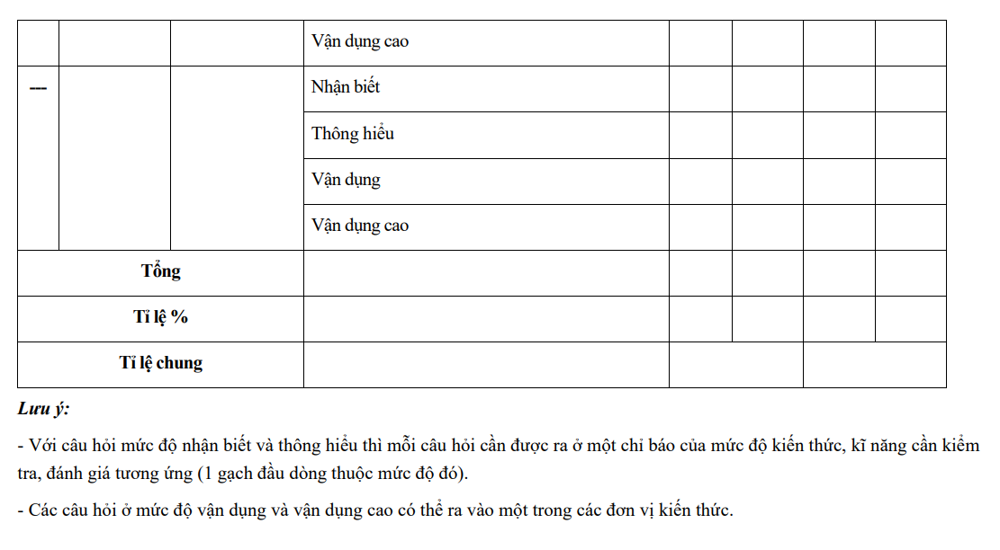 Vận dụng cao
---
Nhận biết
Thông hiểu
Vận dụng
Vận dụng cao
Tổng
Tỉ lệ %
Tỉ lệ chung
Lưu ý:
- Với câu hỏi mức độ nhận biết và thông hiểu thì mỗi câu hỏi cần được ra ở một chỉ báo của mức độ kiến thức, kĩ năng cần kiểm
tra, đánh giá tương ứng (1 gạch đầu dòng thuộc mức độ đó).
- Các câu hỏi ở mức độ vận dụng và vận dụng cao có thể ra vào một trong các đơn vị kiến thức.